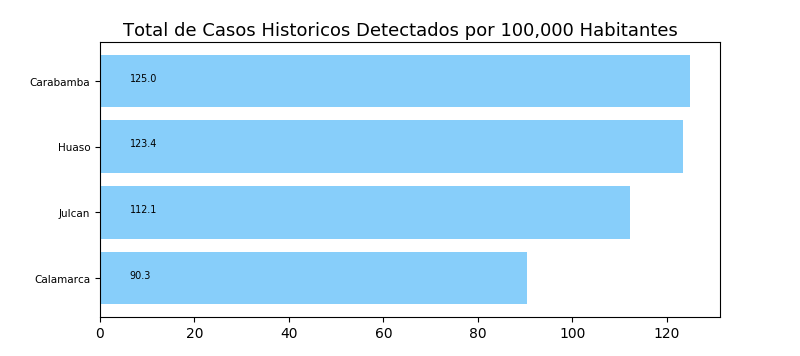 Total de Casos Historicos Detectados por 100,000 Habitantes
Carabamba 125.0
Huaso 123.4
Julcan 112.1
Calamarca 90.3
0 20 40 60 80 100 120